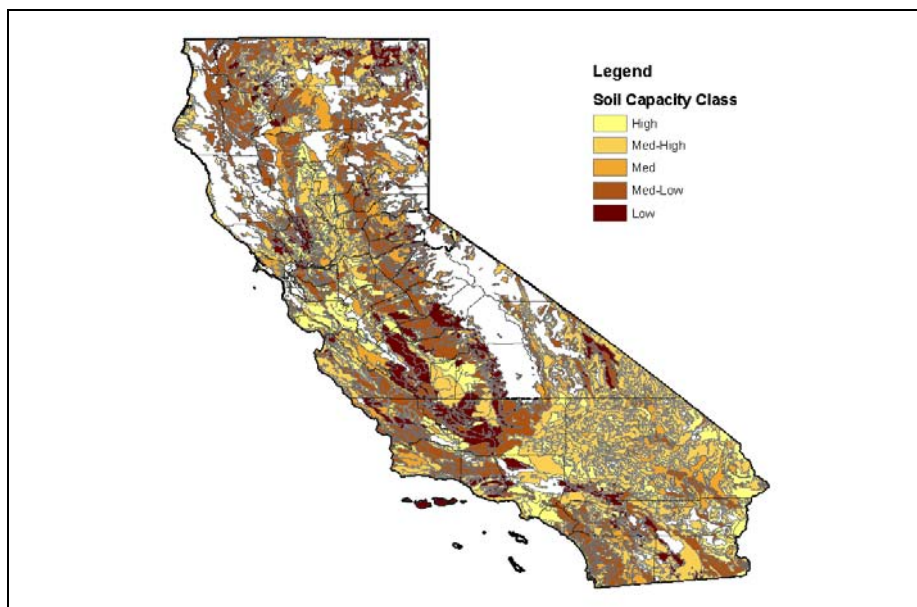 Legend
Soil Capacity Class
High
Med-High
Med
Med-Low
Low